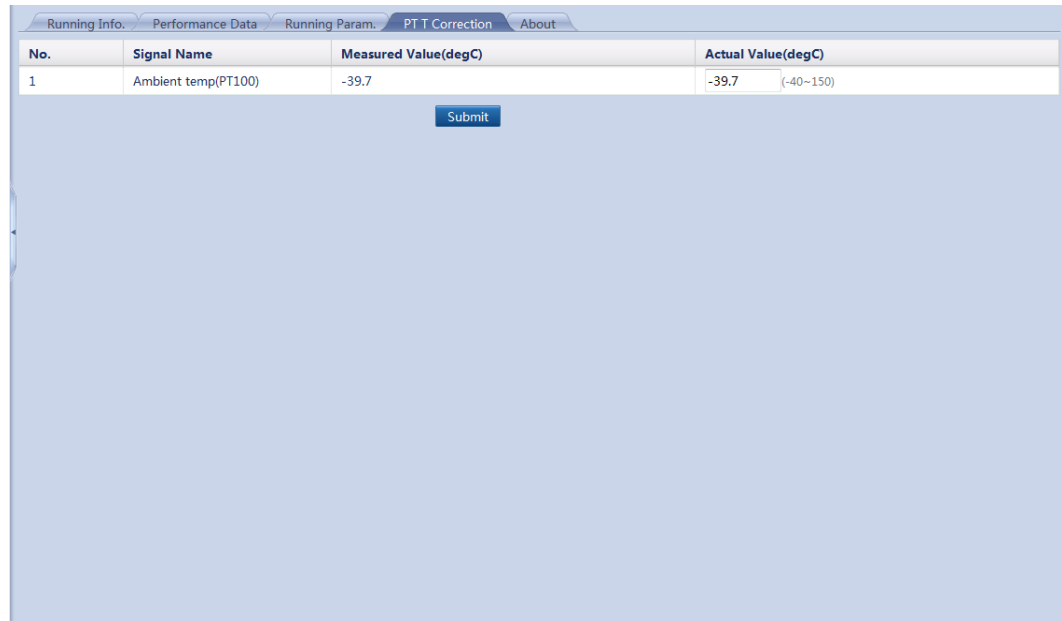 Running Info. Performance Data Running Param. PT T Correction About
No. Signal Name Measured Value(degC) Actual Value(degC)
1 Ambient temp(PT100) -39.7 -39.7 (-40~150)
Submit